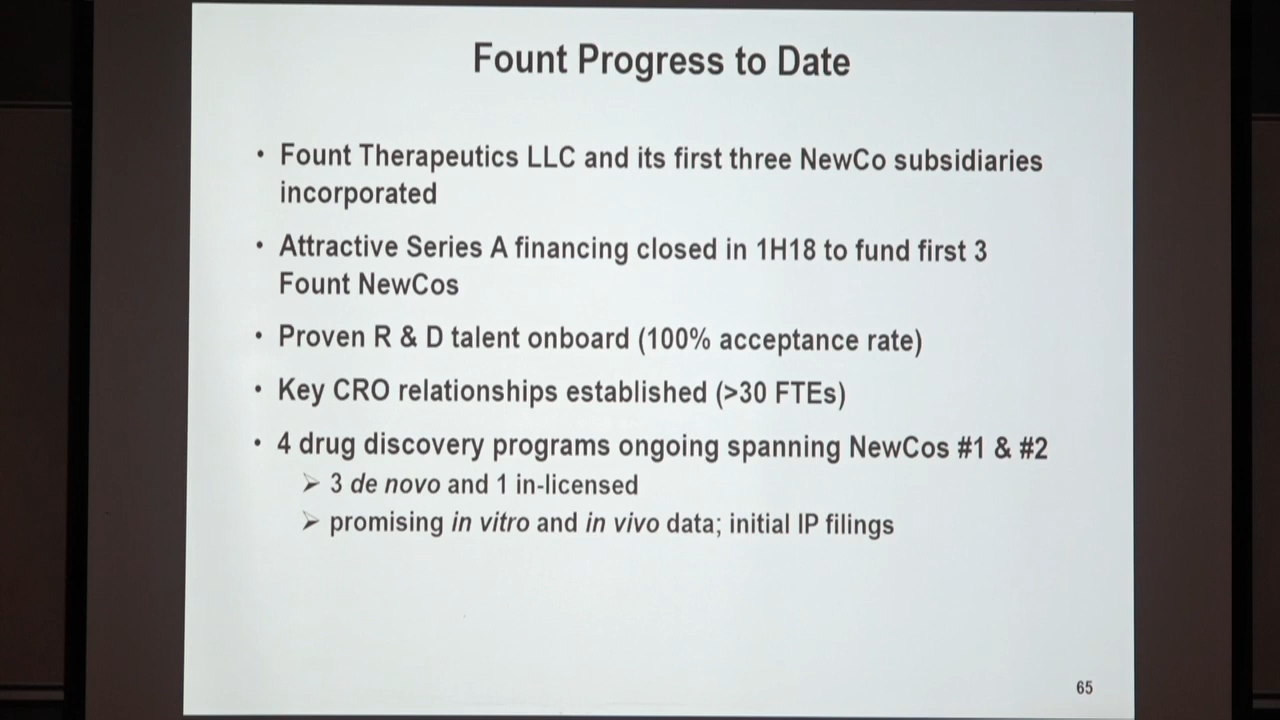 Fount Progress to Date
• Fount Therapeutics LLC and its first three NewCo subsidiaries
incorporated
• Attractive Series A financing closed in 1H18 to fund first 3
Fount NewCos
• Proven R & D talent onboard (100% acceptance rate)
• Key CRO relationships established (>30 FTEs)
• 4 drug discovery programs ongoing spanning NewCos #1 & #2
➢ 3 de novo and 1 in-licensed
➢ promising in vitro and in vivo data; initial IP filings
65